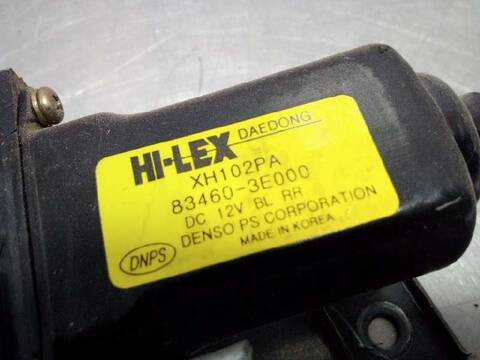 HI-LEX DAEDONG
XH102PA
83460-3E000
DC 12V BL RR
DENSO PS CORPORATION
DNPS MADE IN KOREA